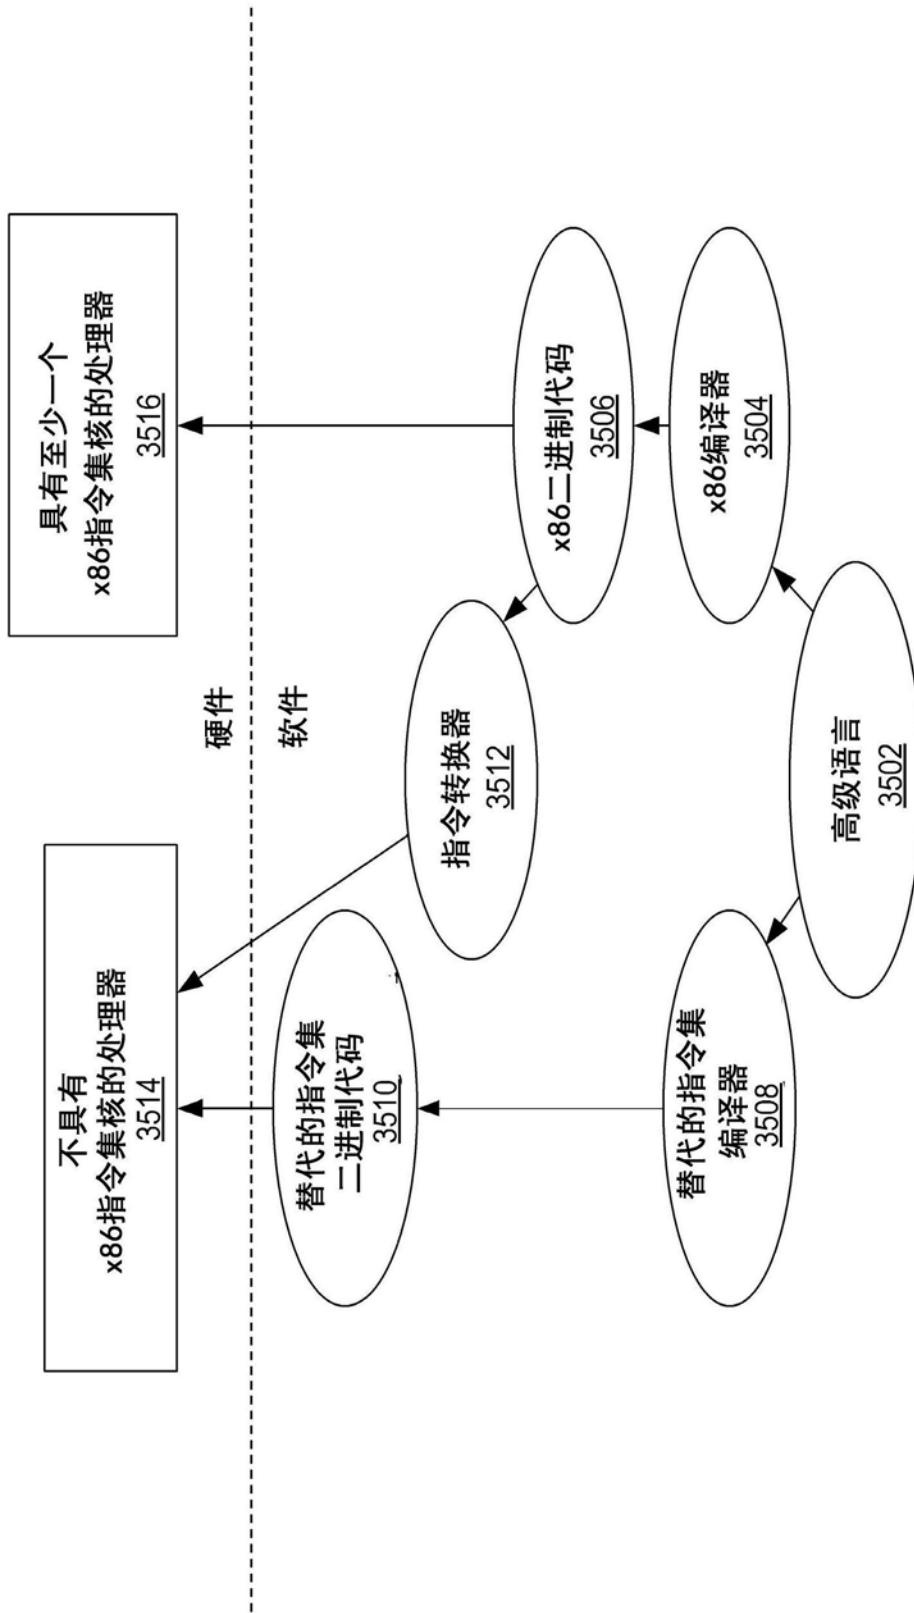 不具有
x86指令集核的处理器
3514
具有至少一个
x86指令集核的处理器
3516
硬件
软件
替代的指令集
二进制代码
3510
指令转换器
3512
x86二进制代码
3506
替代的指令集
编译器
3508
x86编译器
3504
高级语言
3502